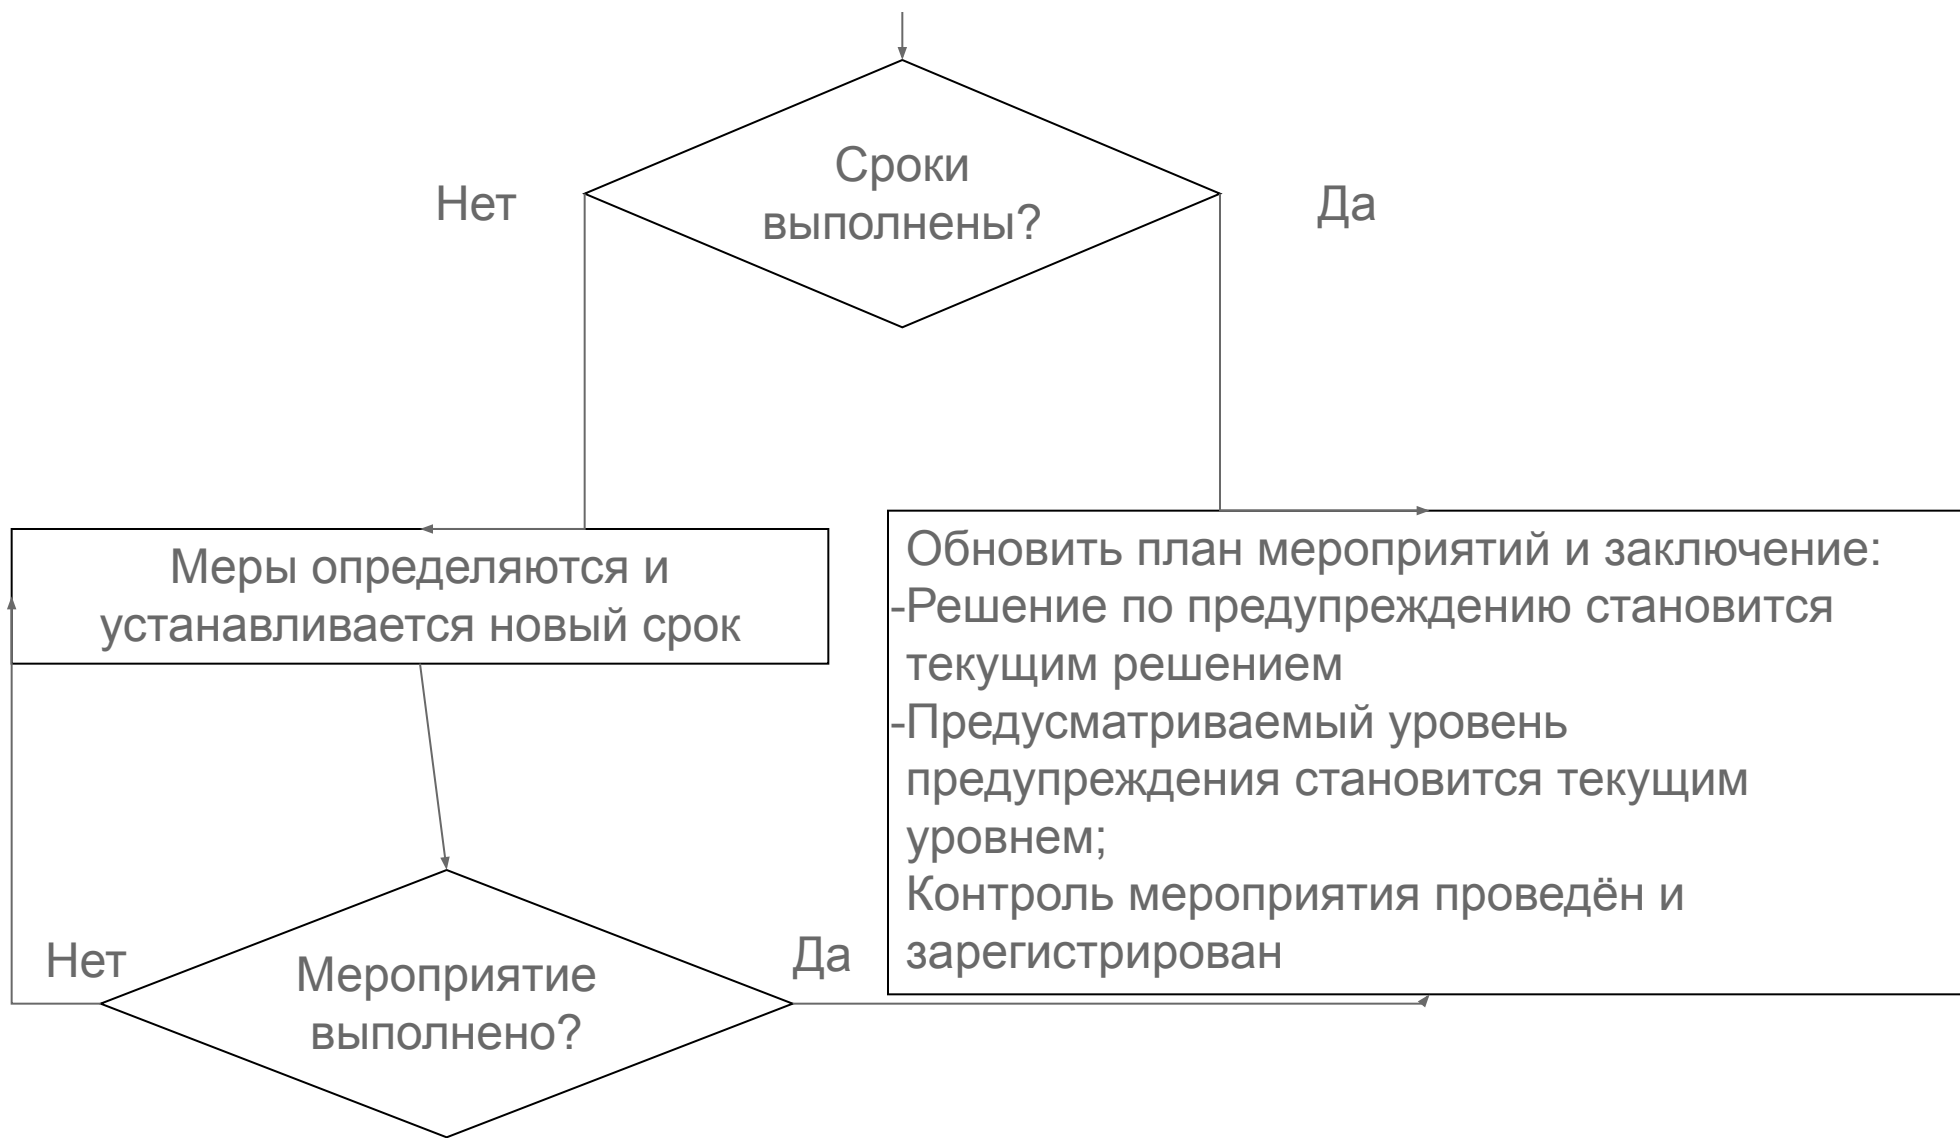 Сроки
выполнены?
Нет
Да
Меры определяются и
устанавливается новый срок
Обновить план мероприятий и заключение:
-Решение по предупреждению становится
текущим решением
-Предусматриваемый уровень
предупреждения становится текущим
уровнем;
Контроль мероприятия проведён и
зарегистрирован
Нет
Мероприятие
выполнено?
Да